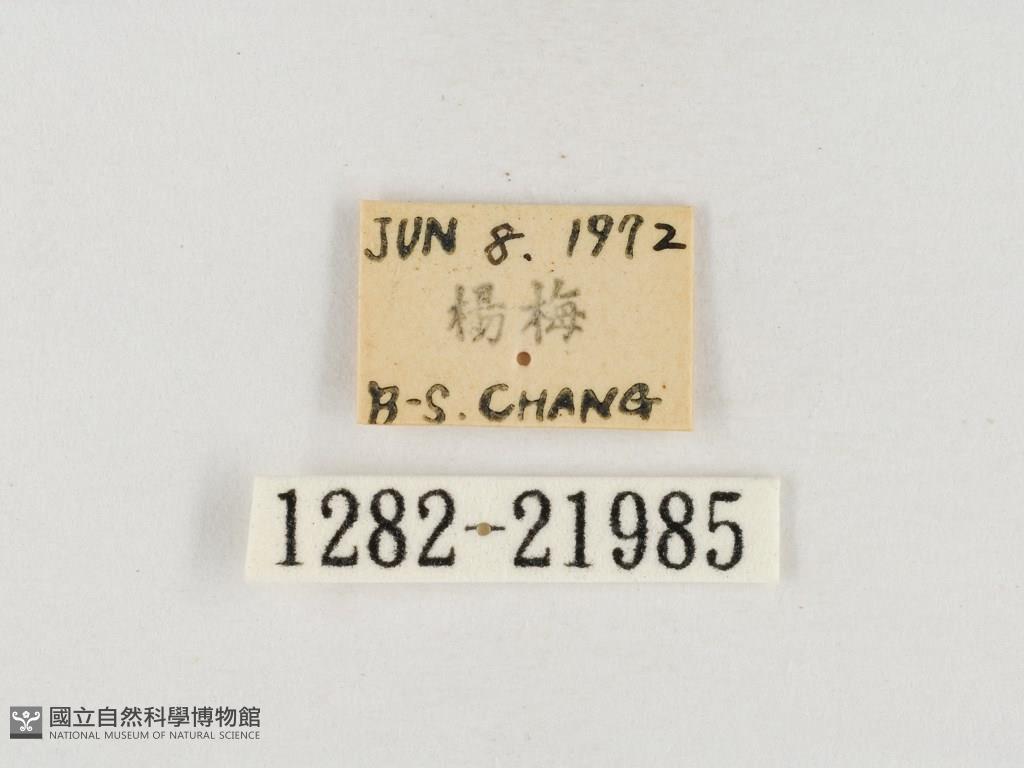 JUN 8. 1972
楊梅
B-S. CHANG
1282-21985
國立自然科學博物館
NATIONAL MUSEUM OF NATURAL SCIENCE